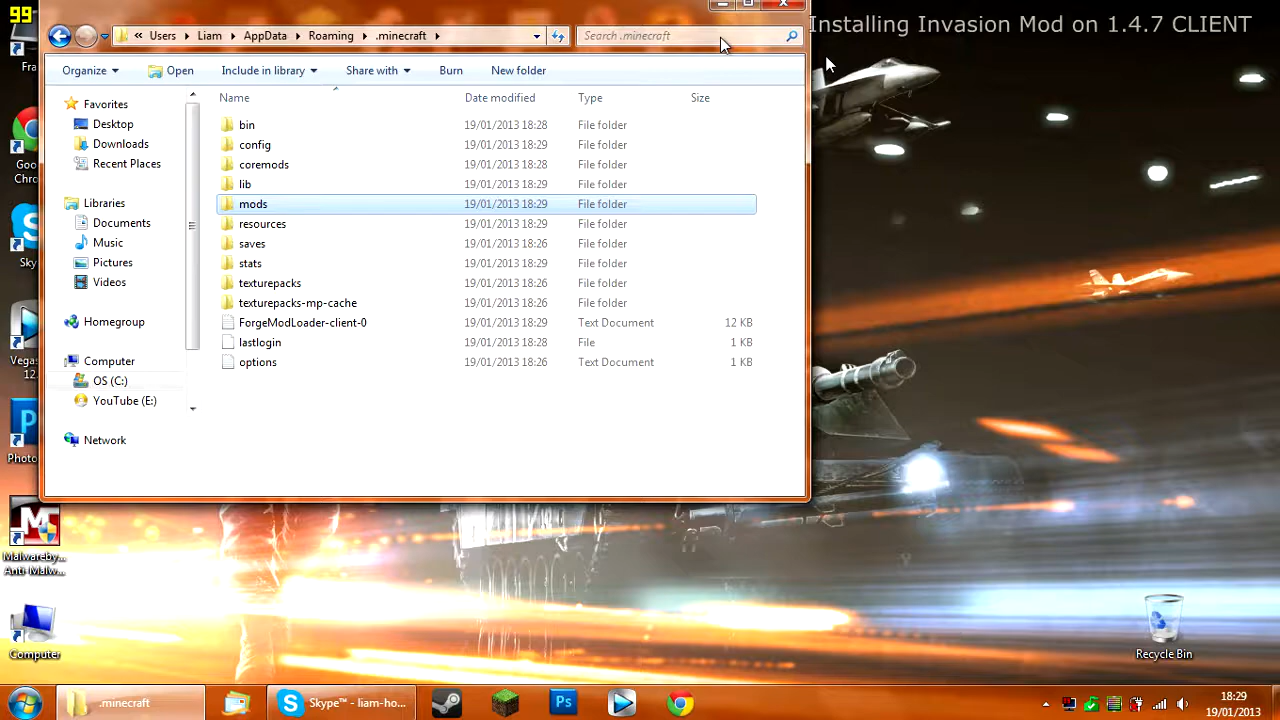 99
Installing Invasion Mod on 1.4.7 CLIENT
« Users Liam AppData Roaming .minecraft
Search .minecraft
Organize Open Include in library Share with Burn New folder
Name Date modified Type Size
Favorites
Desktop
Downloads
Recent Places
Libraries
Documents
Music
Pictures
Videos
Homegroup
Computer
OS (C:)
YouTube (E:)
Network
bin 19/01/2013 18:28 File folder
config 19/01/2013 18:29 File folder
coremods 19/01/2013 18:28 File folder
lib 19/01/2013 18:29 File folder
mods 19/01/2013 18:29 File folder
resources 19/01/2013 18:29 File folder
saves 19/01/2013 18:26 File folder
stats 19/01/2013 18:29 File folder
texturepacks 19/01/2013 18:26 File folder
texturepacks-mp-cache 19/01/2013 18:26 File folder
ForgeModLoader-client-0 19/01/2013 18:29 Text Document 12 KB
lastlogin 19/01/2013 18:28 File 1 KB
options 19/01/2013 18:26 Text Document 1 KB
Fra
Goo
Chro
Sky
Vegas
12.
Photo
Malwareby...
Anti-Malw...
Computer
Recycle Bin
.minecraft
Skype™ - liam-ho...
18:29
19/01/2013